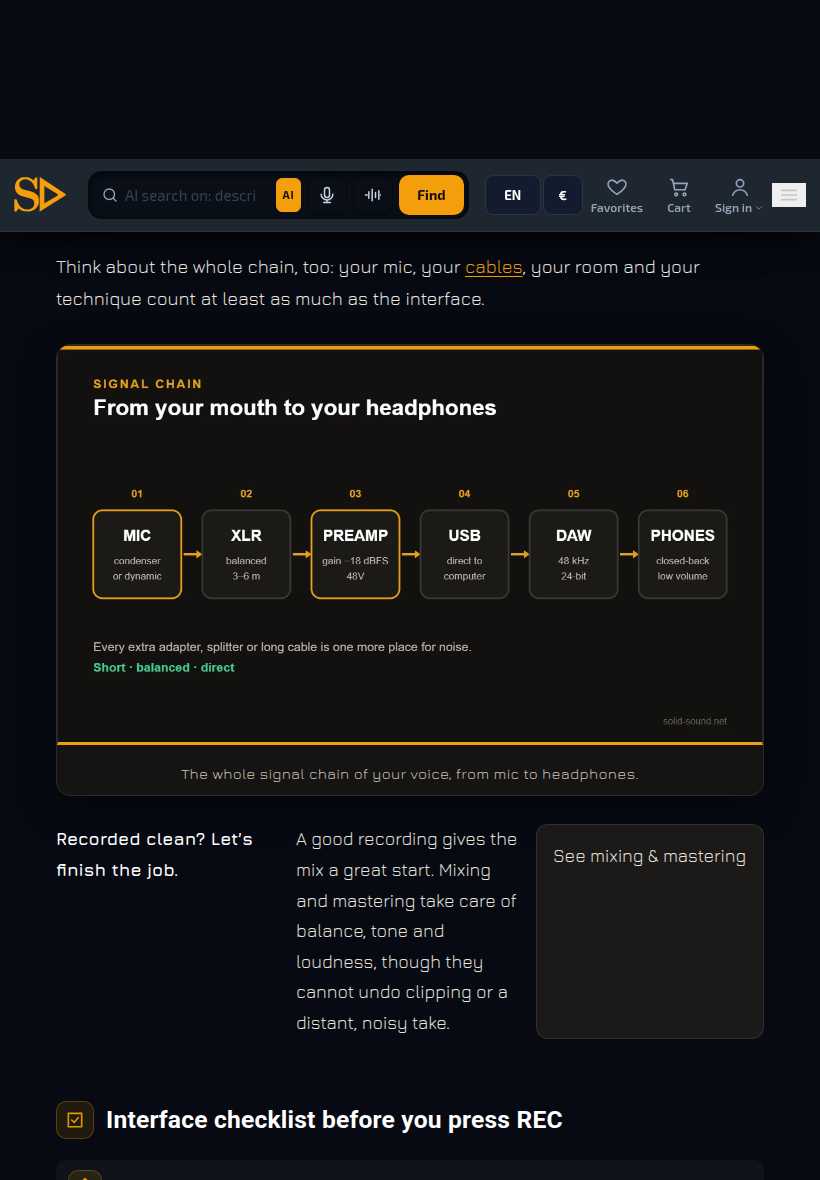 SD
AI search on: descri
AI
Find
EN
€
Favorites
Cart
Sign in
Think about the whole chain, too: your mic, your cables, your room and your
technique count at least as much as the interface.
SIGNAL CHAIN
From your mouth to your headphones
01
02
03
04
05
06
MIC
condenser
or dynamic
XLR
balanced
3–6 m
PREAMP
gain −18 dBFS
48V
USB
direct to
computer
DAW
48 kHz
24-bit
PHONES
closed-back
low volume
Every extra adapter, splitter or long cable is one more place for noise.
Short · balanced · direct
solid-sound.net
The whole signal chain of your voice, from mic to headphones.
Recorded clean? Let's
finish the job.
A good recording gives the
mix a great start. Mixing
and mastering take care of
balance, tone and
loudness, though they
cannot undo clipping or a
distant, noisy take.
See mixing & mastering
Interface checklist before you press REC